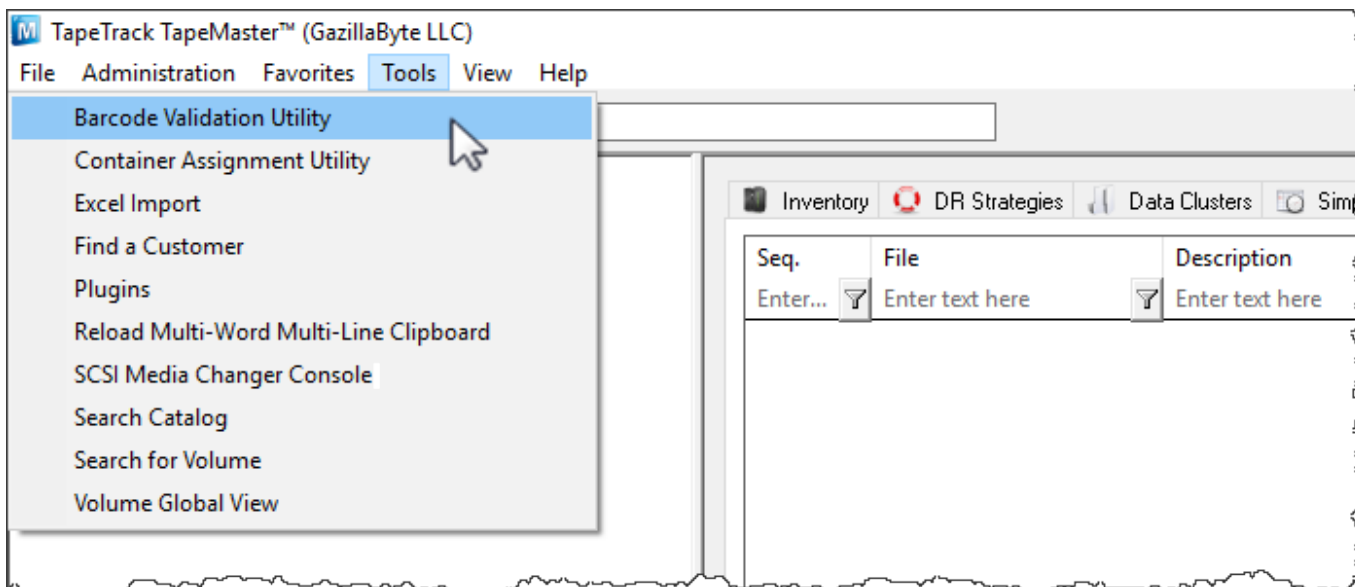 TapeTrack TapeMaster™ (GazillaByte LLC)
File Administration Favorites Tools View Help
Barcode Validation Utility
Container Assignment Utility
Excel Import
Find a Customer
Plugins
Reload Multi-Word Multi-Line Clipboard
SCSI Media Changer Console
Search Catalog
Search for Volume
Volume Global View
Inventory DR Strategies Data Clusters
Seq. File Description
Enter... Enter text here Enter text here